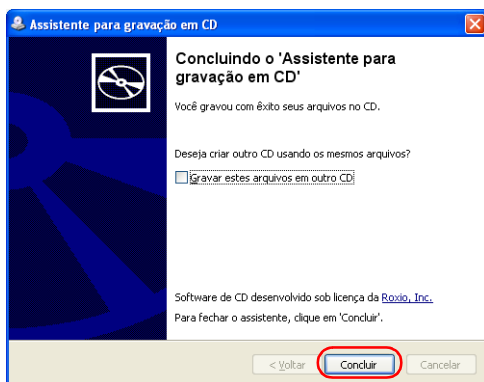 Assistente para gravação em CD
Concluindo o 'Assistente para
gravação em CD'
Você gravou com êxito seus arquivos no CD.
Deseja criar outro CD usando os mesmos arquivos?
Gravar estes arquivos em outro CD
Software de CD desenvolvido sob licença da Roxio, Inc.
Para fechar o assistente, clique em 'Concluir'.
< Voltar Concluir Cancelar